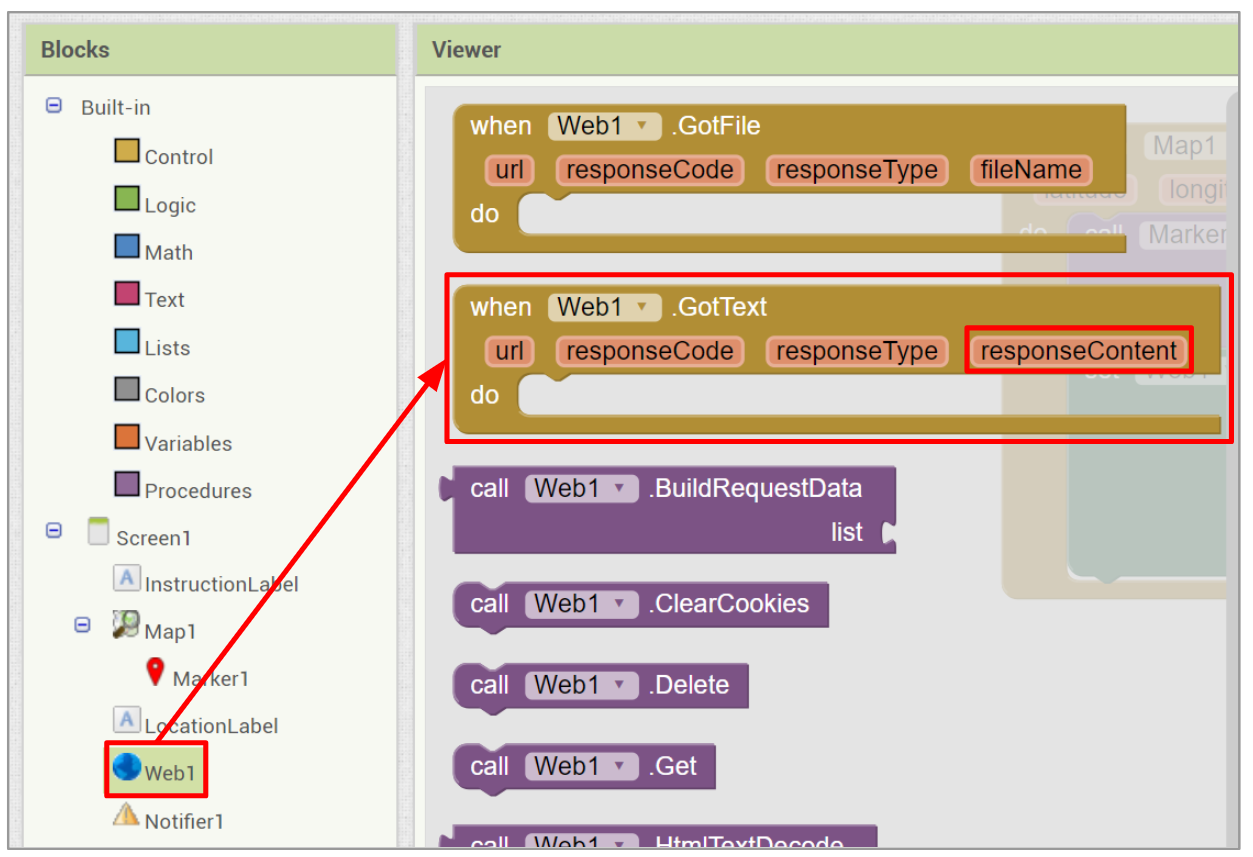 Blocks
Built-in
Control
Logic
Math
Text
Lists
Colors
Variables
Procedures
Screen1
InstructionLabel
Map1
Marker1
LocationLabel
Web1
Notifier1
Viewer
when Web1 .GotFile
url responseCode responseType fileName
do
when Web1 .GotText
url responseCode responseType responseContent
do
call Web1 .BuildRequestData
list
call Web1 .ClearCookies
call Web1 .Delete
call Web1 .Get
call Web1 .HtmlTextDecode
Map1
latitude longit
do call Marker
set Web1